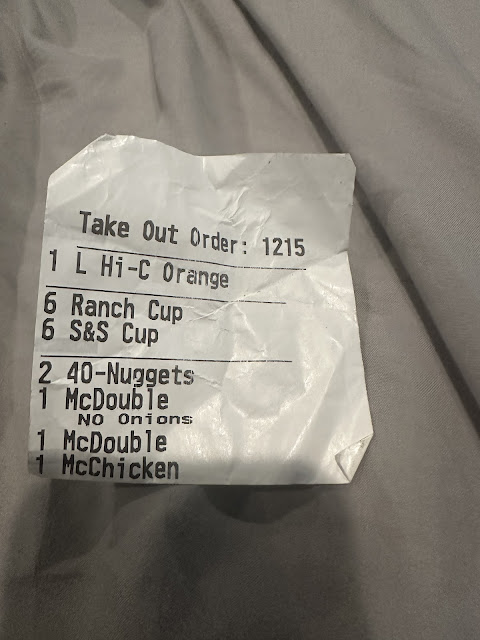 Take Out Order: 1215
1 L Hi-C Orange
6 Ranch Cup
6 S&S Cup
2 40-Nuggets
1 McDouble
NO Onions
1 McDouble
1 McChicken